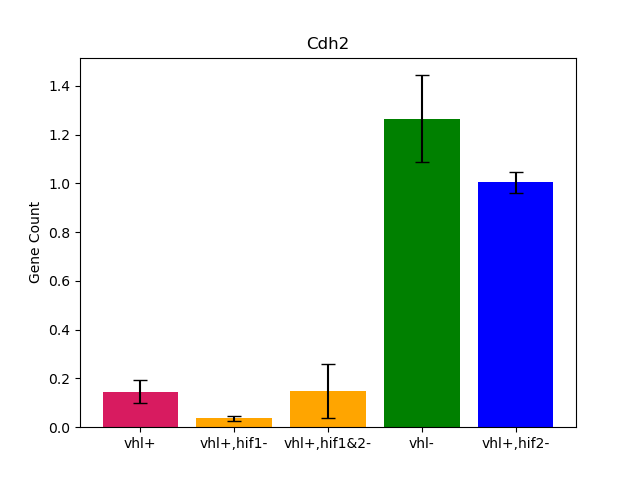 Cdh2
Gene Count
1.4
1.2
1.0
0.8
0.6
0.4
0.2
0.0
vhl+
vhl+,hif1-
vhl+,hif1&2-
vhl-
vhl+,hif2-